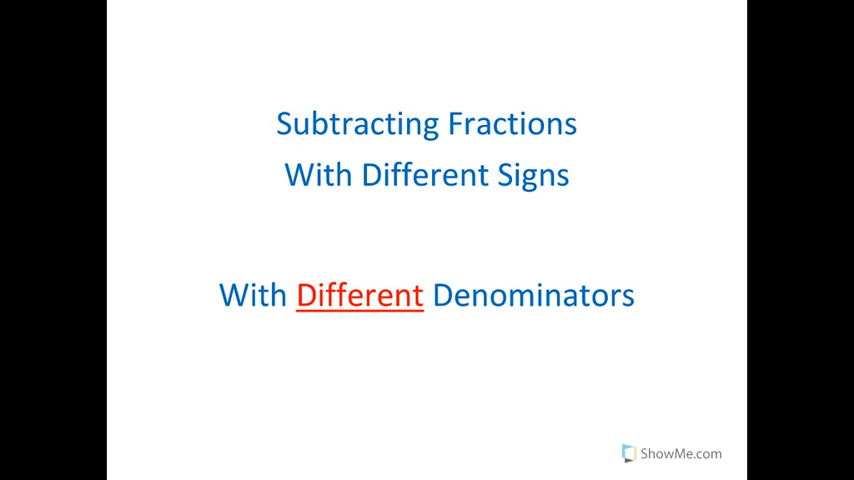 Subtracting Fractions
With Different Signs
With Different Denominators
ShowMe.com